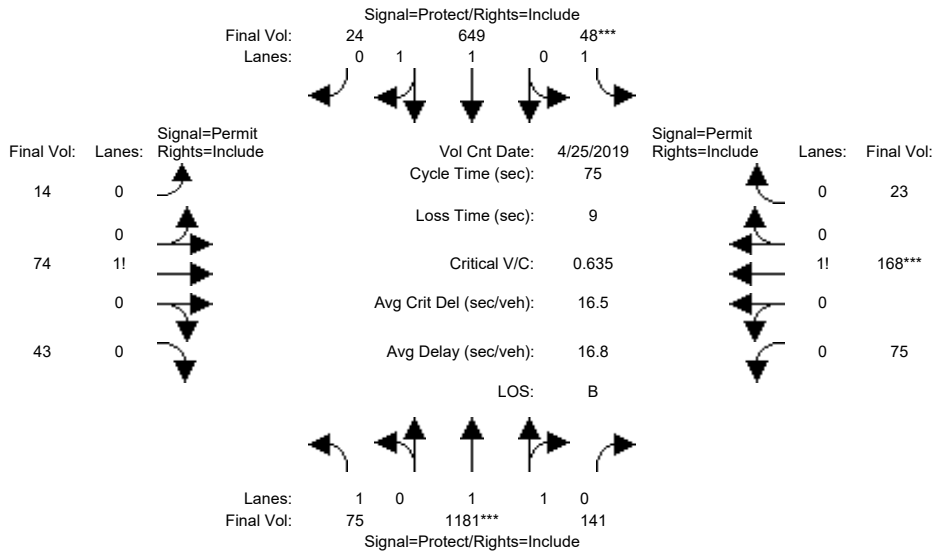 Signal=Protect/Rights=Include
Final Vol: 24 649 48***
Lanes: 0 1 1 0 1
Signal=Permit Signal=Permit
Final Vol: Lanes: Rights=Include Vol Cnt Date: 4/25/2019 Rights=Include Lanes: Final Vol:
Cycle Time (sec): 75
14 0 0 23
Loss Time (sec): 9
0 0
74 1! Critical V/C: 0.635 1! 168***
0 Avg Crit Del (sec/veh): 16.5 0
43 0 Avg Delay (sec/veh): 16.8 0 75
LOS: B
Lanes: 1 0 1 1 0
Final Vol: 75 1181*** 141
Signal=Protect/Rights=Include